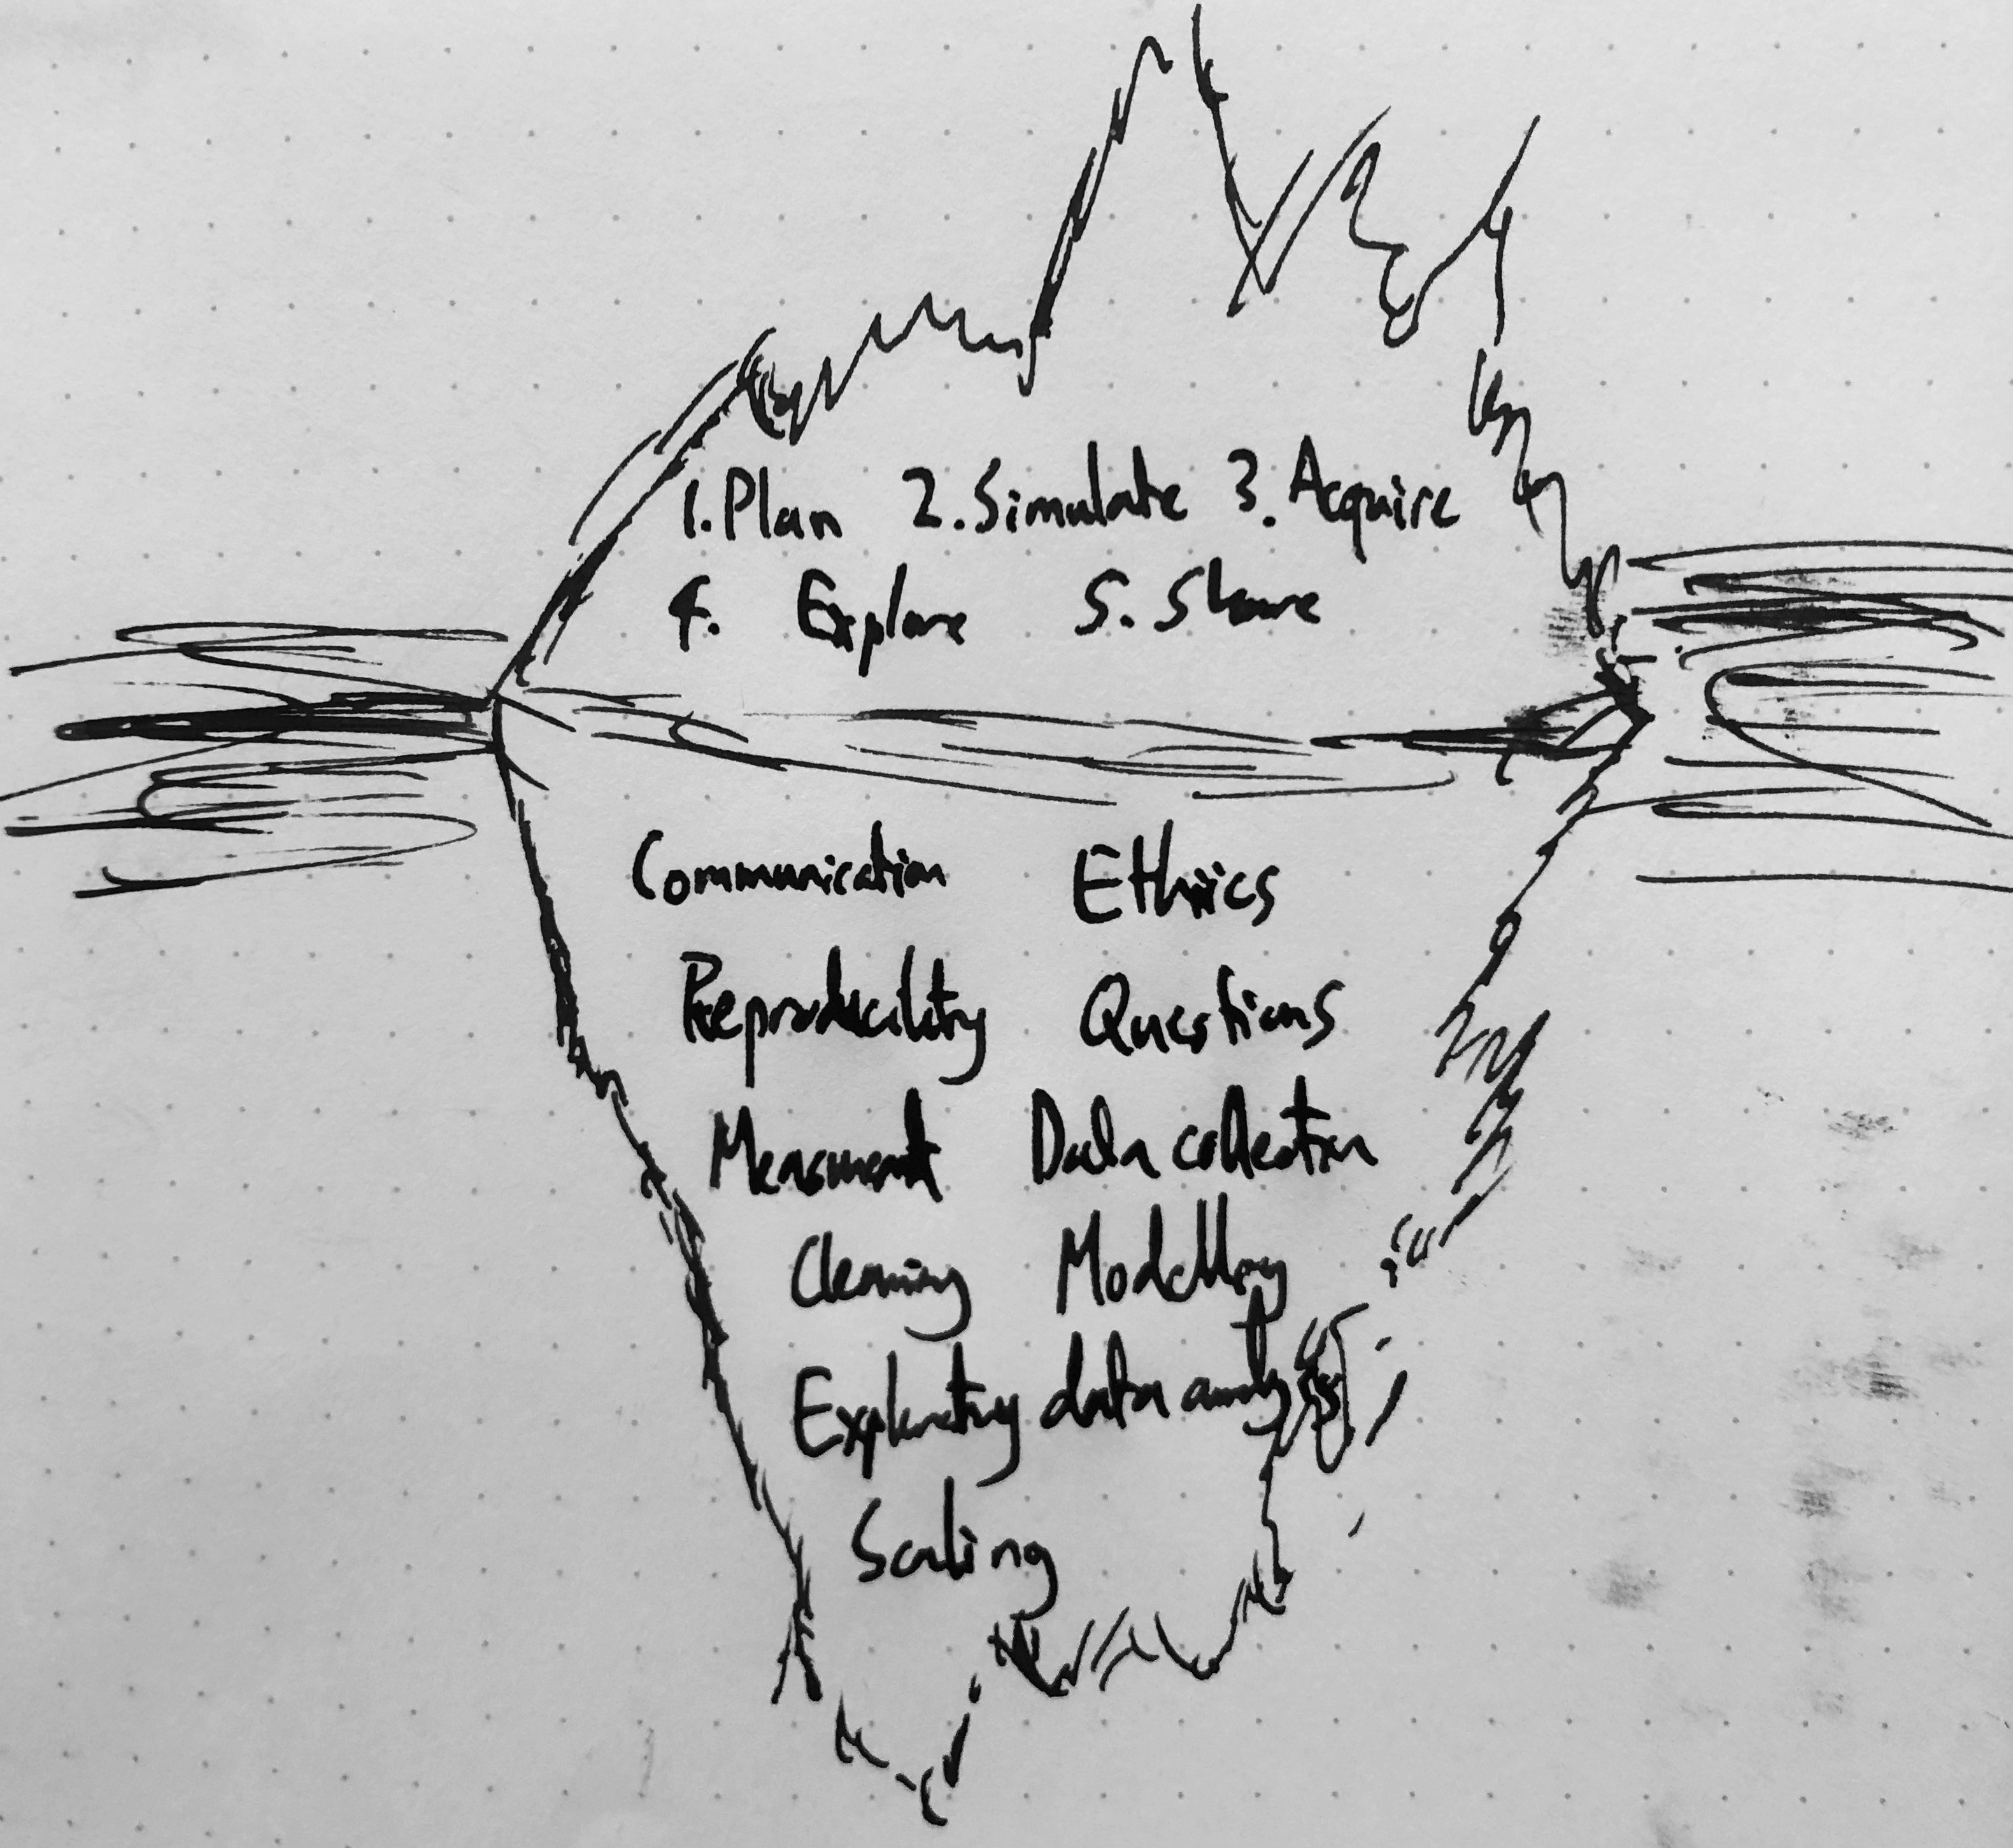 1. Plan 2. Simulate 3. Acquire
4. Explore 5. Share
Communication Ethics
Reproducibility Questions
Measurement Data collection
Cleaning Modelling
Exploratory data analysis
Scaling